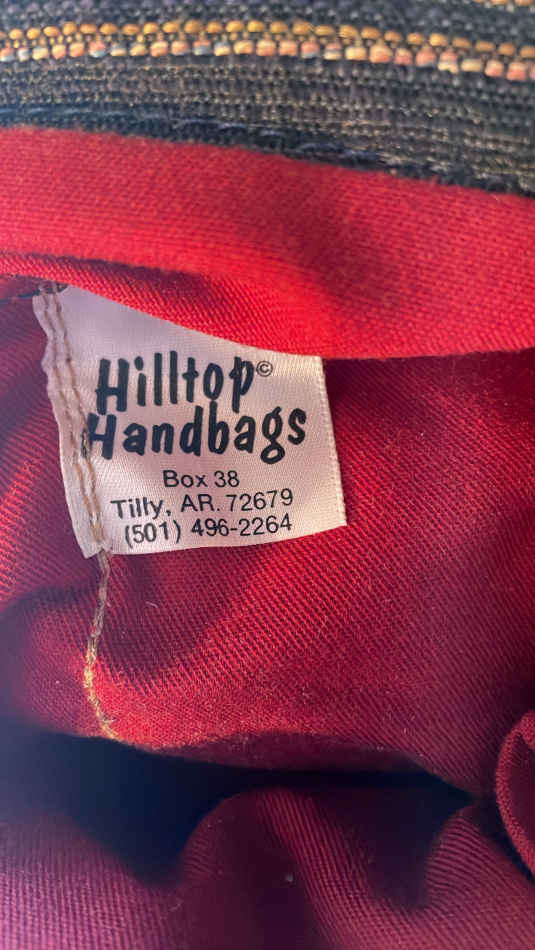 Hilltop©
Handbags
Box 38
Tilly, AR. 72679
(501) 496-2264